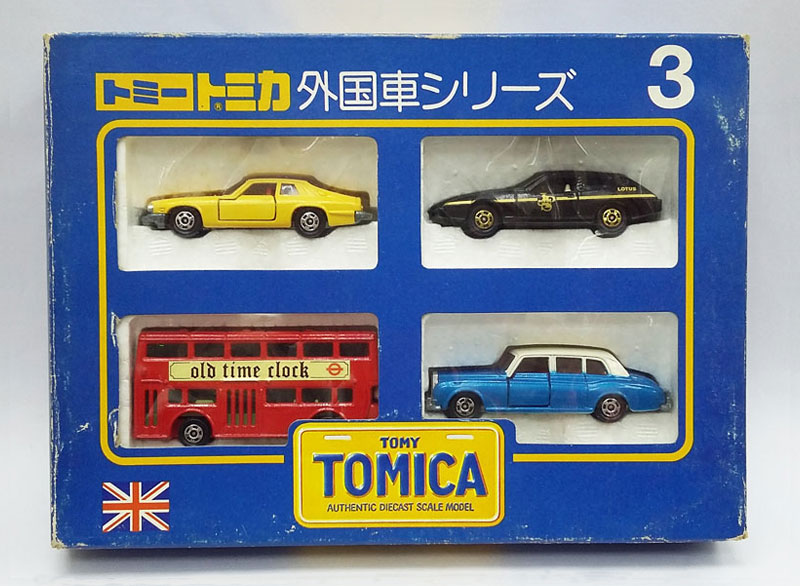 トミートミカ® 外国車シリーズ 3
LOTUS
old time clock
TOMY
TOMICA
AUTHENTIC DIECAST SCALE MODEL